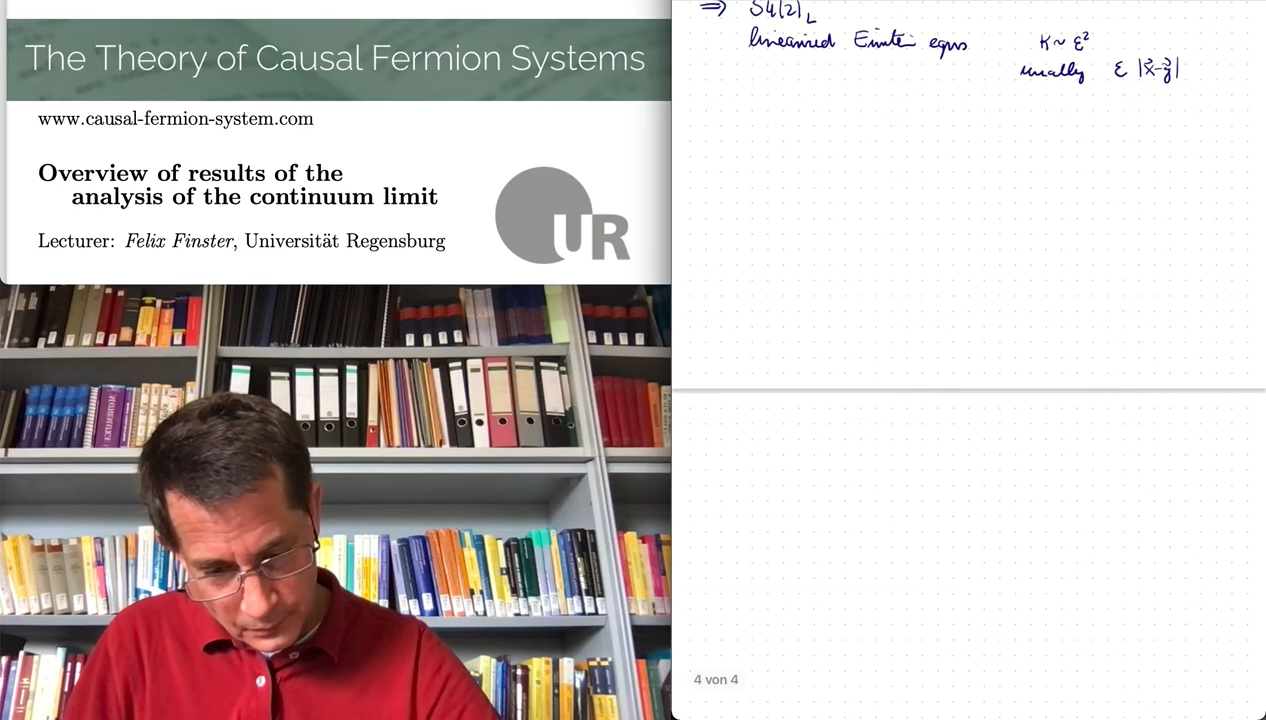 The Theory of Causal Fermion Systems
www.causal-fermion-system.com
Overview of results of the
analysis of the continuum limit
Lecturer: Felix Finster, Universität Regensburg
UR
⇒ SU(2)_L
linearized Einstein eqns κ ~ ε²
usually ε |x⃗-y⃗|
4 von 4